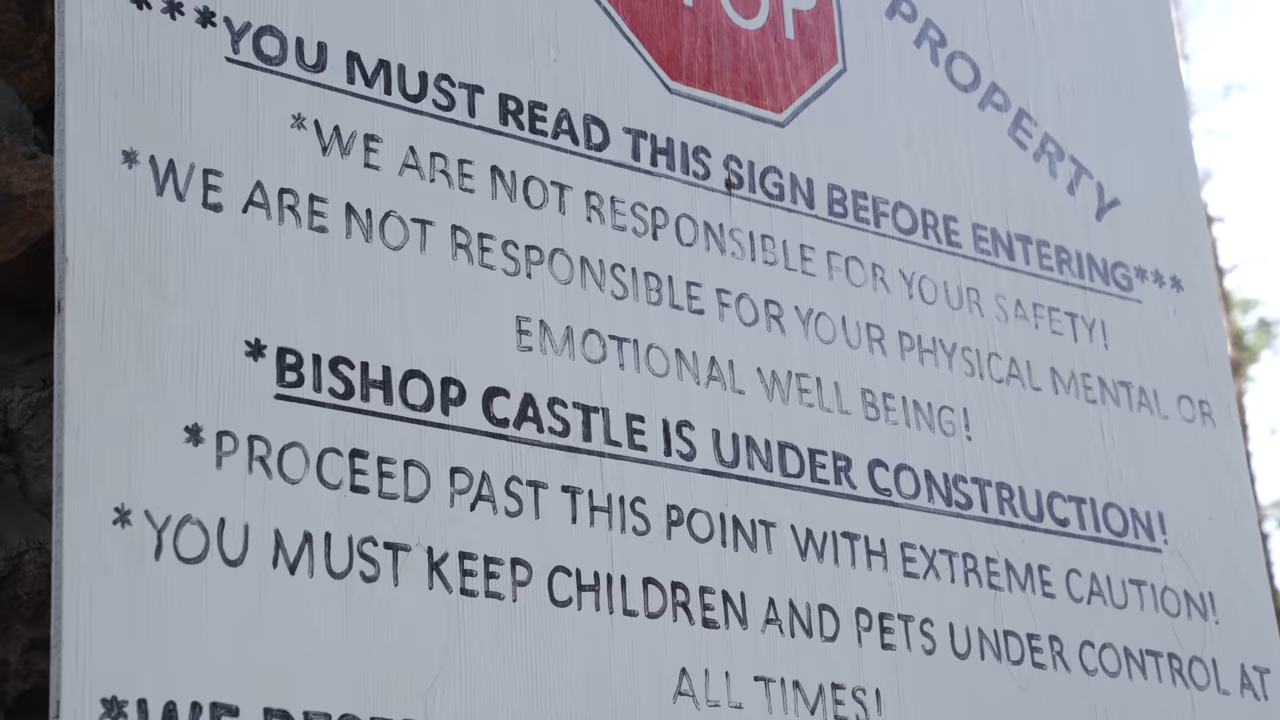 PROPERTY
***YOU MUST READ THIS SIGN BEFORE ENTERING***
*WE ARE NOT RESPONSIBLE FOR YOUR SAFETY!
*WE ARE NOT RESPONSIBLE FOR YOUR PHYSICAL MENTAL OR
EMOTIONAL WELL BEING!
*BISHOP CASTLE IS UNDER CONSTRUCTION!
*PROCEED PAST THIS POINT WITH EXTREME CAUTION!
*YOU MUST KEEP CHILDREN AND PETS UNDER CONTROL AT
ALL TIMES!
*WE